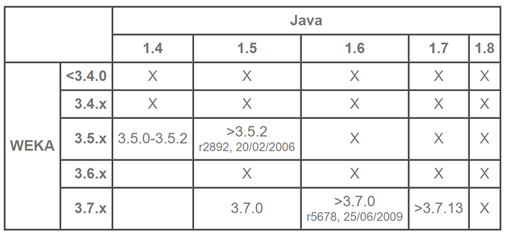 Java
1.4 1.5 1.6 1.7 1.8
WEKA
<3.4.0 X X X X X
3.4.x X X X X X
3.5.x 3.5.0-3.5.2 >3.5.2 X X X
r2892, 20/02/2006
3.6.x X X X X
3.7.x 3.7.0 >3.7.0 >3.7.13 X
r5678, 25/06/2009